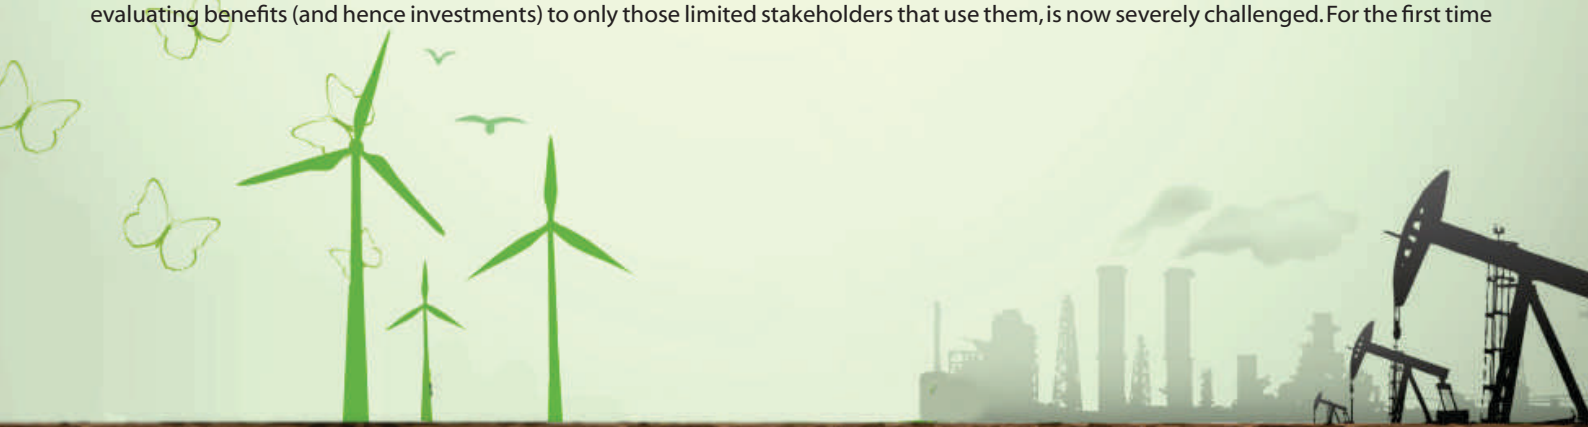 evaluating benefits (and hence investments) to only those limited stakeholders that use them, is now severely challenged. For the first time